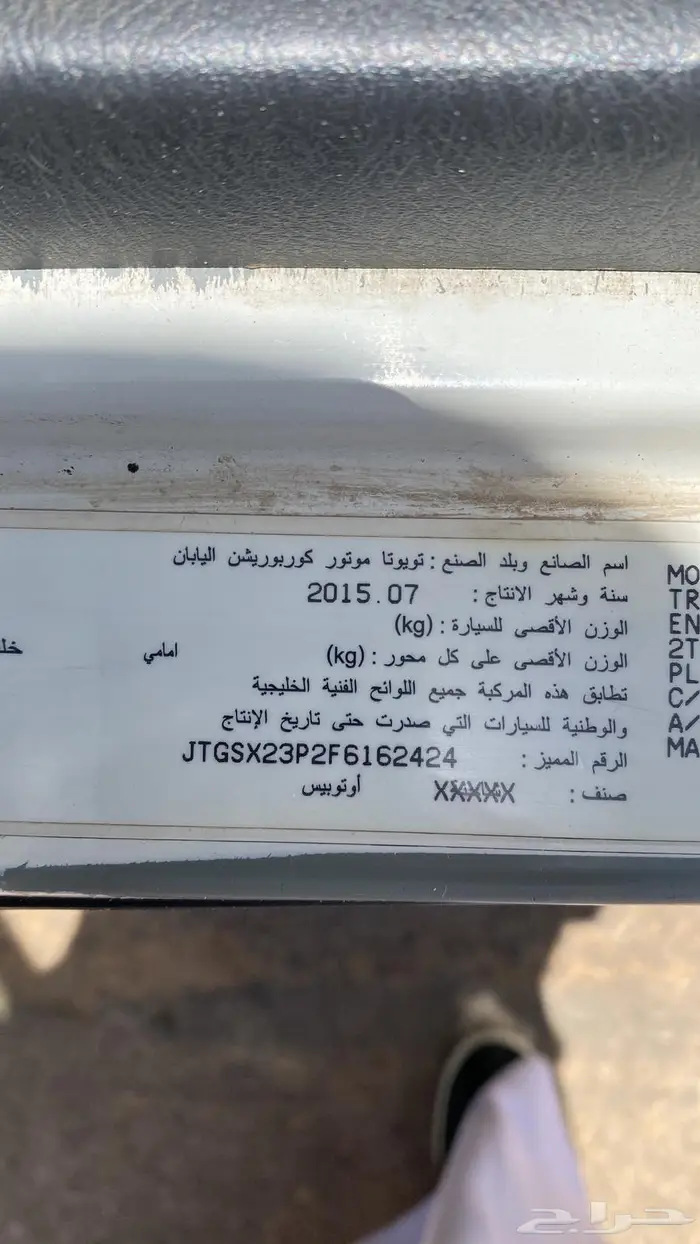 اسم الصانع وبلد الصنع : تويوتا موتور كوربوريشن اليابان
سنة وشهر الانتاج : 2015.07
الوزن الأقصى للسيارة : (kg)
الوزن الأقصى على كل محور : (kg) امامي خل
تطابق هذه المركبة جميع اللوائح الفنية الخليجية
والوطنية للسيارات التي صدرت حتى تاريخ الإنتاج
الرقم المميز : JTGSX23P2F6162424
صنف : XXXXX أوتوبيس
MO
TR
EN
2T
PL
C/
A/
MA
حراج